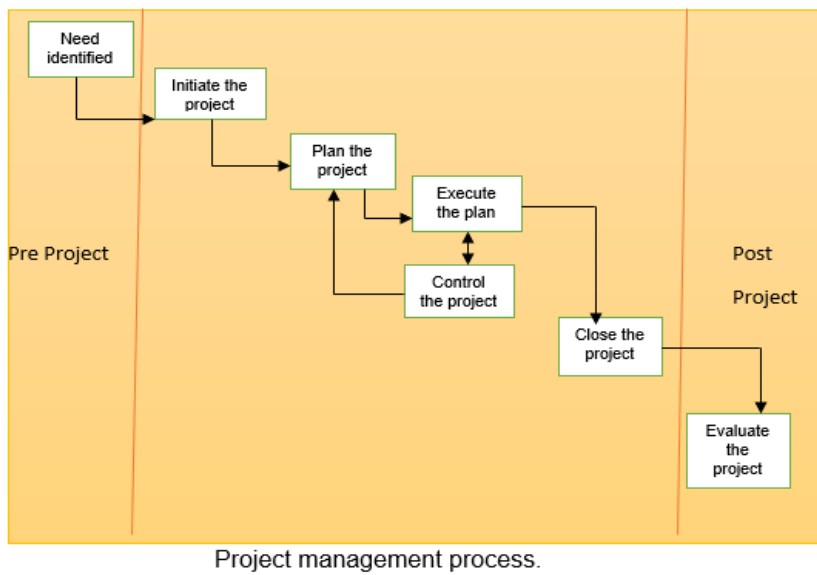 Need
identified
Initiate the
project
Plan the
project
Execute
the plan
Pre Project
Control
the project
Post
Project
Close the
project
Evaluate
the
project
Project management process.